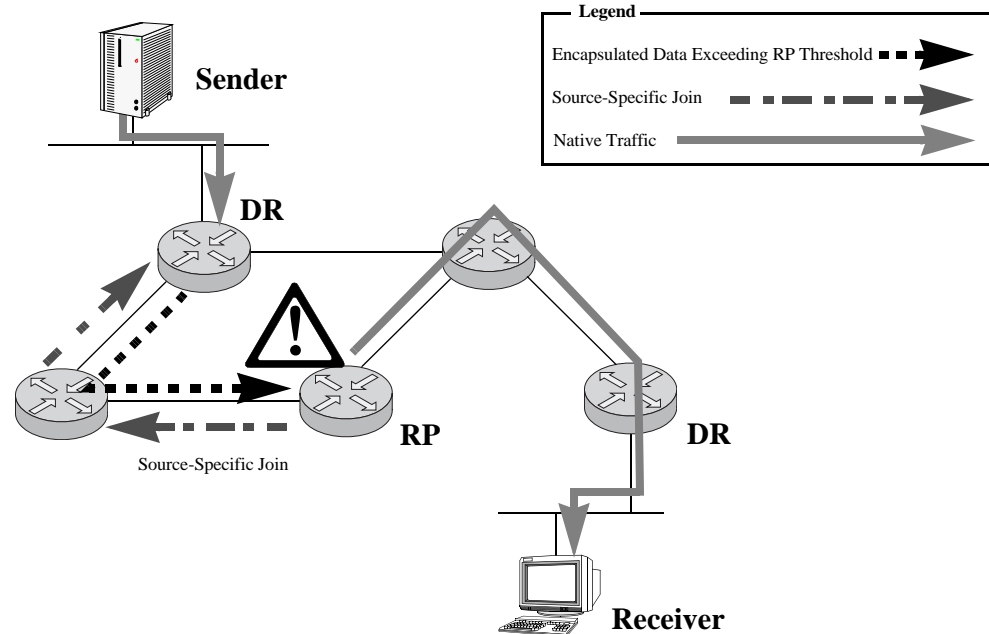 Legend
Encapsulated Data Exceeding RP Threshold
Source-Specific Join
Native Traffic
Sender
DR
RP
DR
Source-Specific Join
Receiver